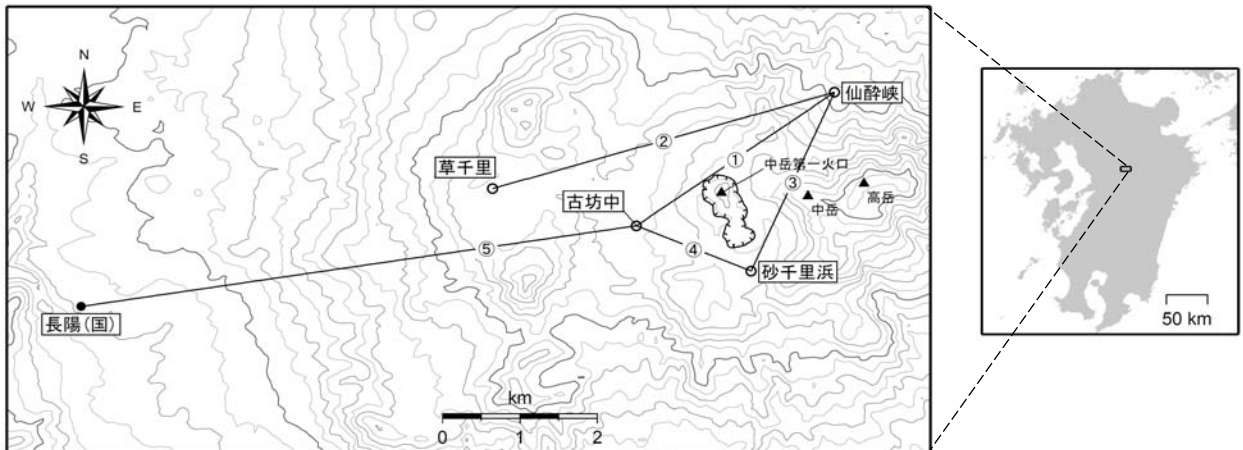 N
W
E
S
仙酔峡
②
草千里
①
中岳第一火口
③
高岳
中岳
古坊中
④
⑤
砂千里浜
長陽(国)
km
0
1
2
50 km